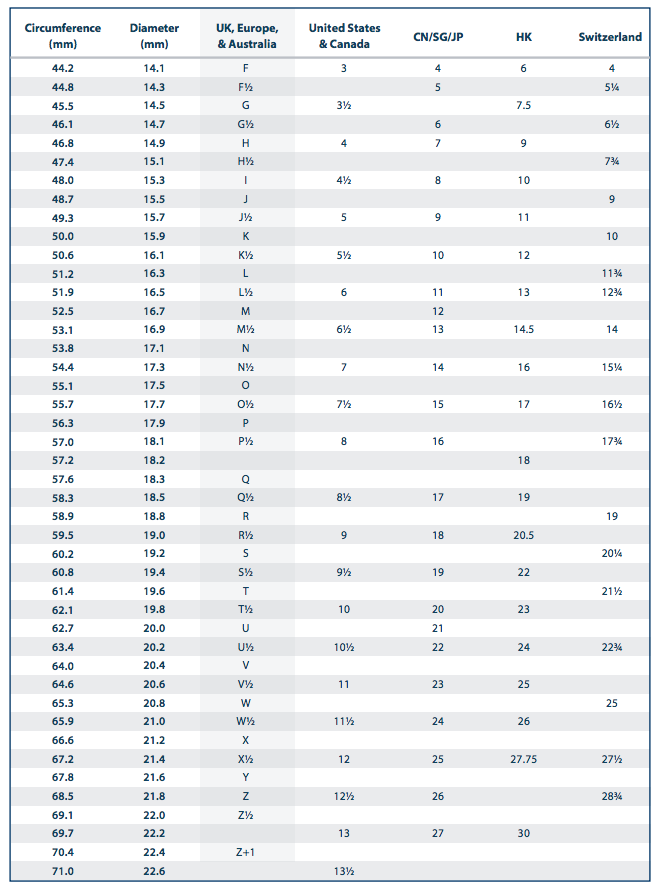 Circumference (mm) Diameter (mm) UK, Europe, & Australia United States & Canada CN/SG/JP HK Switzerland
44.2 14.1 F 3 4 6 4
44.8 14.3 F½ 5 5¼
45.5 14.5 G 3½ 7.5
46.1 14.7 G½ 6 6½
46.8 14.9 H 4 7 9
47.4 15.1 H½ 7¾
48.0 15.3 I 4½ 8 10
48.7 15.5 J 9
49.3 15.7 J½ 5 9 11
50.0 15.9 K 10
50.6 16.1 K½ 5½ 10 12
51.2 16.3 L 11¾
51.9 16.5 L½ 6 11 13 12¾
52.5 16.7 M 12
53.1 16.9 M½ 6½ 13 14.5 14
53.8 17.1 N
54.4 17.3 N½ 7 14 16 15¼
55.1 17.5 O
55.7 17.7 O½ 7½ 15 17 16½
56.3 17.9 P
57.0 18.1 P½ 8 16 17¾
57.2 18.2 18
57.6 18.3 Q
58.3 18.5 Q½ 8½ 17 19
58.9 18.8 R 19
59.5 19.0 R½ 9 18 20.5
60.2 19.2 S 20¼
60.8 19.4 S½ 9½ 19 22
61.4 19.6 T 21½
62.1 19.8 T½ 10 20 23
62.7 20.0 U 21
63.4 20.2 U½ 10½ 22 24 22¾
64.0 20.4 V
64.6 20.6 V½ 11 23 25
65.3 20.8 W 25
65.9 21.0 W½ 11½ 24 26
66.6 21.2 X
67.2 21.4 X½ 12 25 27.75 27½
67.8 21.6 Y
68.5 21.8 Z 12½ 26 28¾
69.1 22.0 Z½
69.7 22.2 13 27 30
70.4 22.4 Z+1
71.0 22.6 13½